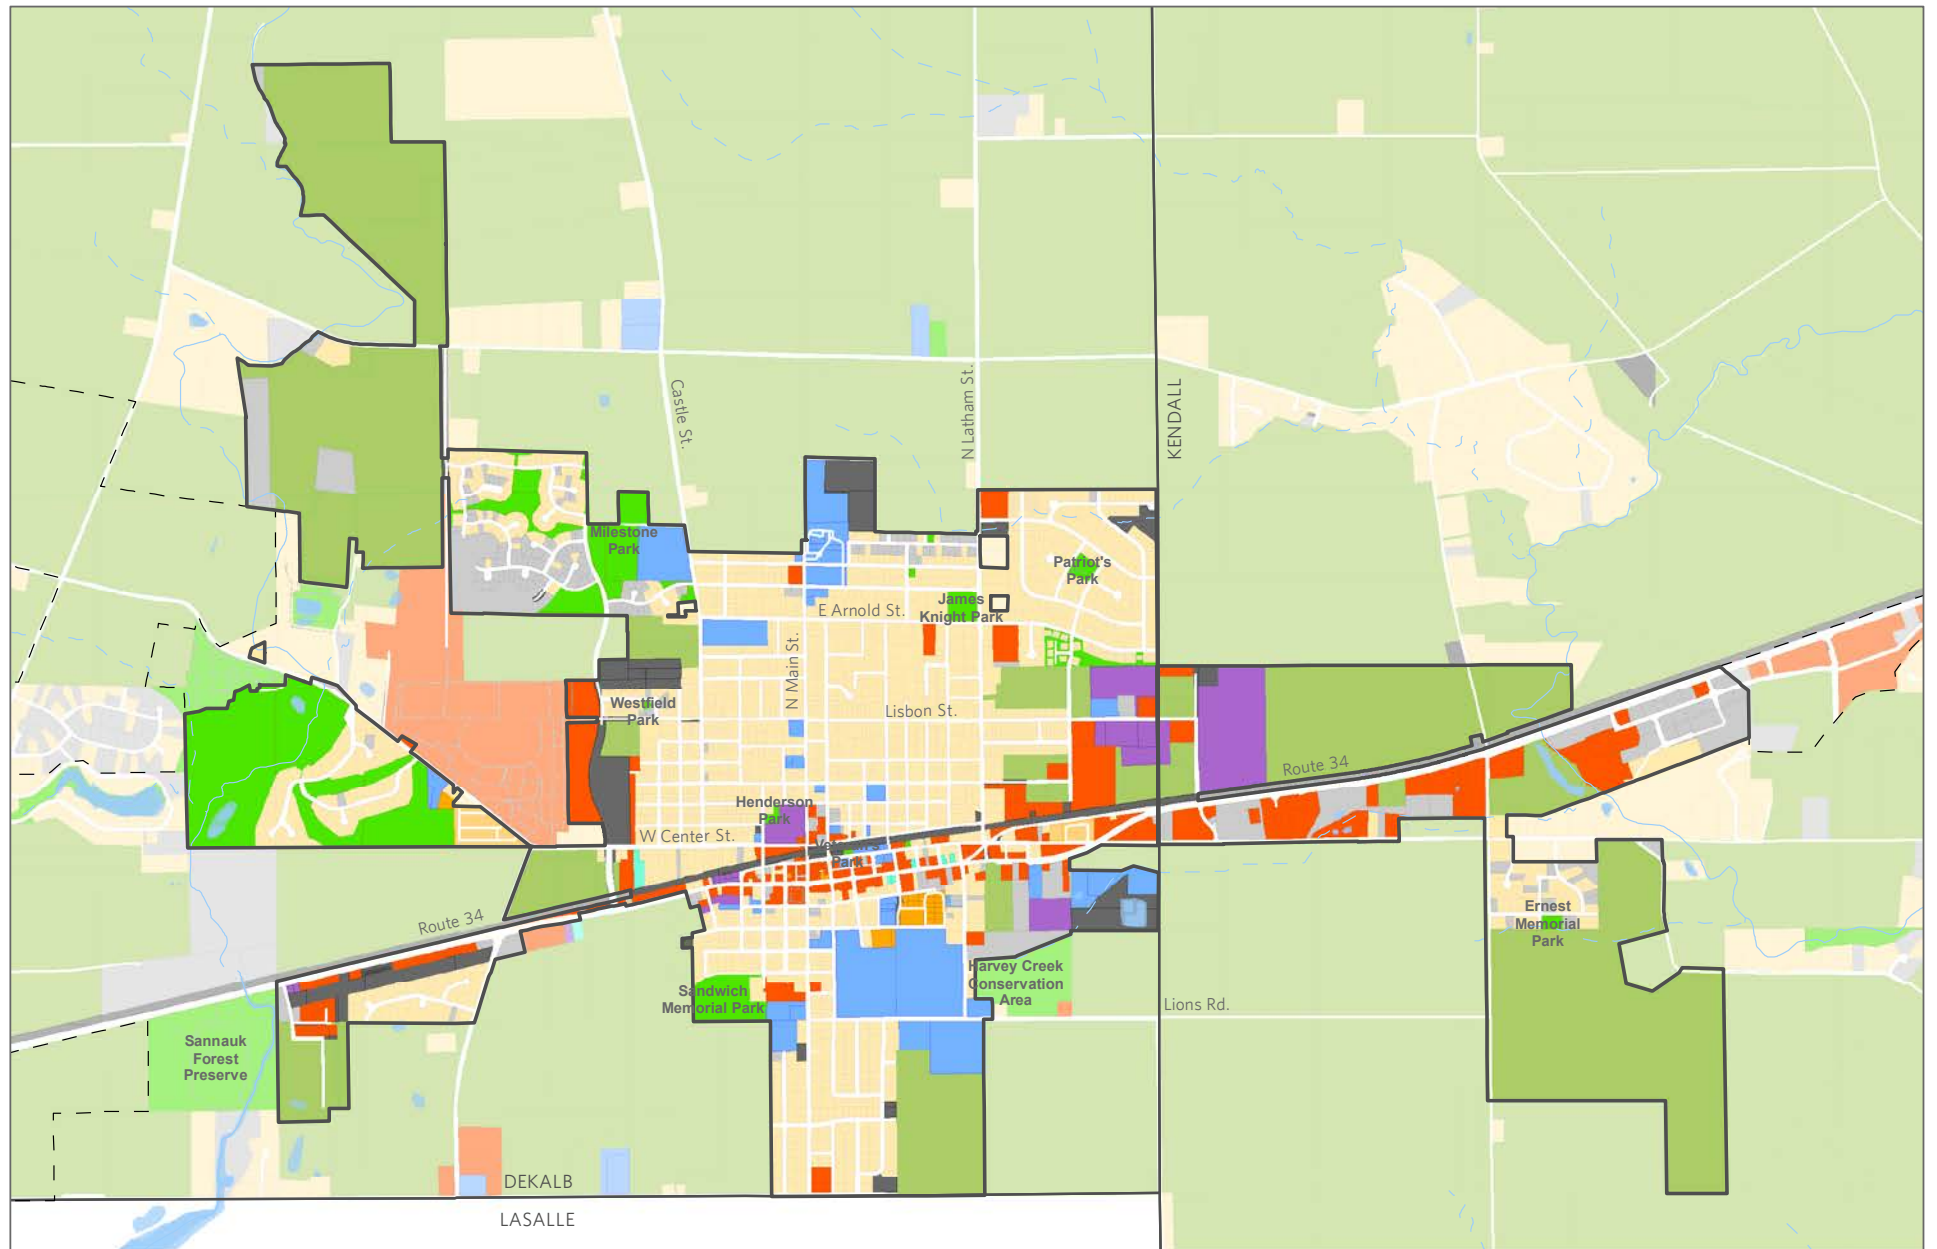 Castle St.
N Latham St.
KENDALL
Milestone
Park
Patriot's
Park
E Arnold St.
James
Knight Park
N Main St.
Westfield
Park
Lisbon St.
Route 34
Henderson
Park
W Center St.
Veteran's
Park
Route 34
Ernest
Memorial
Park
Sandwich
Memorial Park
Harvey Creek
Conservation
Area
Lions Rd.
Sannauk
Forest
Preserve
DEKALB
LASALLE